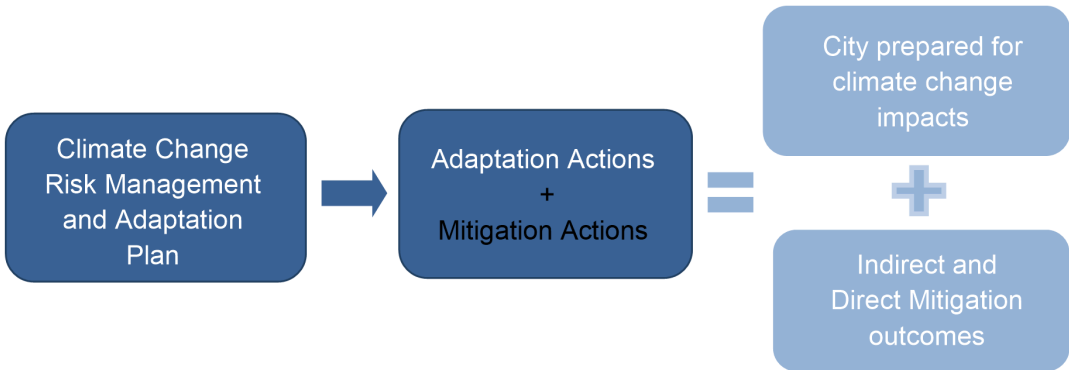 Climate Change
Risk Management
and Adaptation
Plan
Adaptation Actions
+
Mitigation Actions
City prepared for
climate change
impacts
Indirect and
Direct Mitigation
outcomes